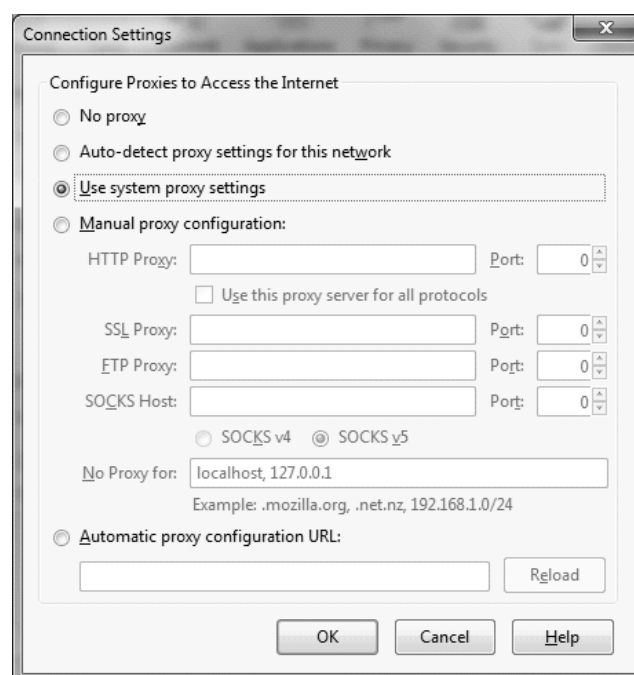 Connection Settings
Configure Proxies to Access the Internet
No proxy
Auto-detect proxy settings for this network
Use system proxy settings
Manual proxy configuration:
HTTP Proxy: Port: 0
Use this proxy server for all protocols
SSL Proxy: Port: 0
FTP Proxy: Port: 0
SOCKS Host: Port: 0
SOCKS v4 SOCKS v5
No Proxy for: localhost, 127.0.0.1
Example: .mozilla.org, .net.nz, 192.168.1.0/24
Automatic proxy configuration URL:
Reload
OK Cancel Help